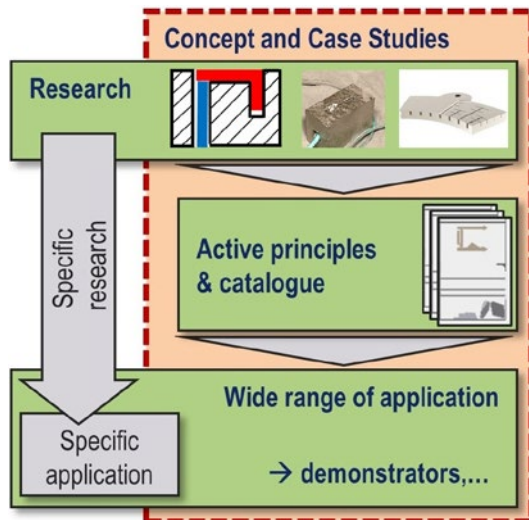 Concept and Case Studies
Research
Specific
research
Active principles
& catalogue
Wide range of application
Specific
application
→ demonstrators,...